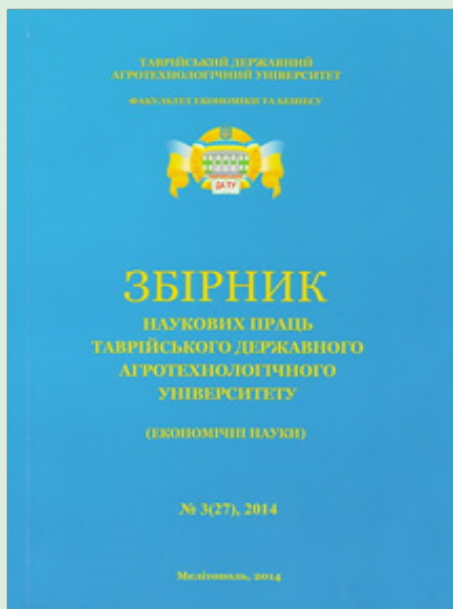 ТАВРІЙСЬКИЙ ДЕРЖАВНИЙ
АГРОТЕХНОЛОГІЧНИЙ УНІВЕРСИТЕТ
ФАКУЛЬТЕТ ЕКОНОМІКИ ТА БІЗНЕСУ
ДАТУ
ЗБІРНИК
НАУКОВИХ ПРАЦЬ
ТАВРІЙСЬКОГО ДЕРЖАВНОГО
АГРОТЕХНОЛОГІЧНОГО
УНІВЕРСИТЕТУ
(ЕКОНОМІЧНІ НАУКИ)
№ 3(27), 2014
Мелітополь, 2014